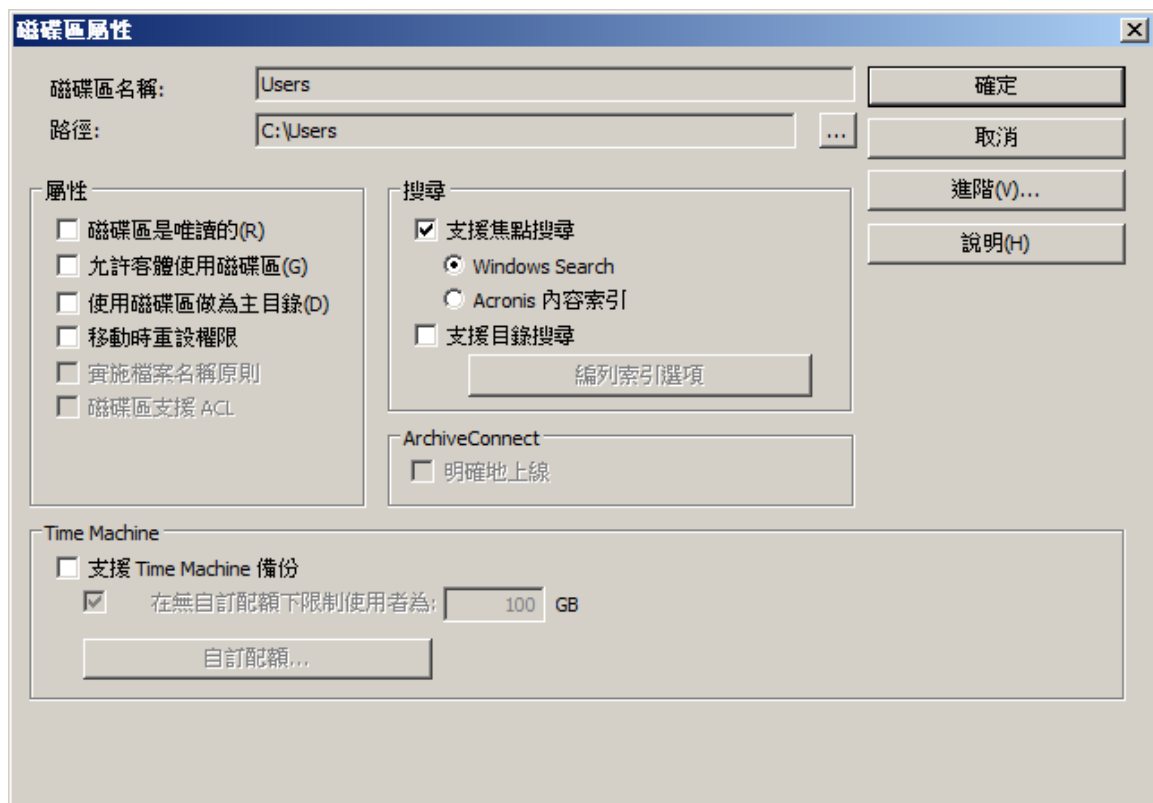 磁碟區屬性
磁碟區名稱:
Users
路徑:
C:\Users
...
確定
取消
進階(V)...
說明(H)
屬性
磁碟區是唯讀的(R)
允許客體使用磁碟區(G)
使用磁碟區做為主目錄(D)
移動時重設權限
實施檔案名稱原則
磁碟區支援 ACL
搜尋
支援焦點搜尋
Windows Search
Acronis 內容索引
支援目錄搜尋
編列索引選項
ArchiveConnect
明確地上線
Time Machine
支援 Time Machine 備份
在無自訂配額下限制使用者為: 100 GB
自訂配額...